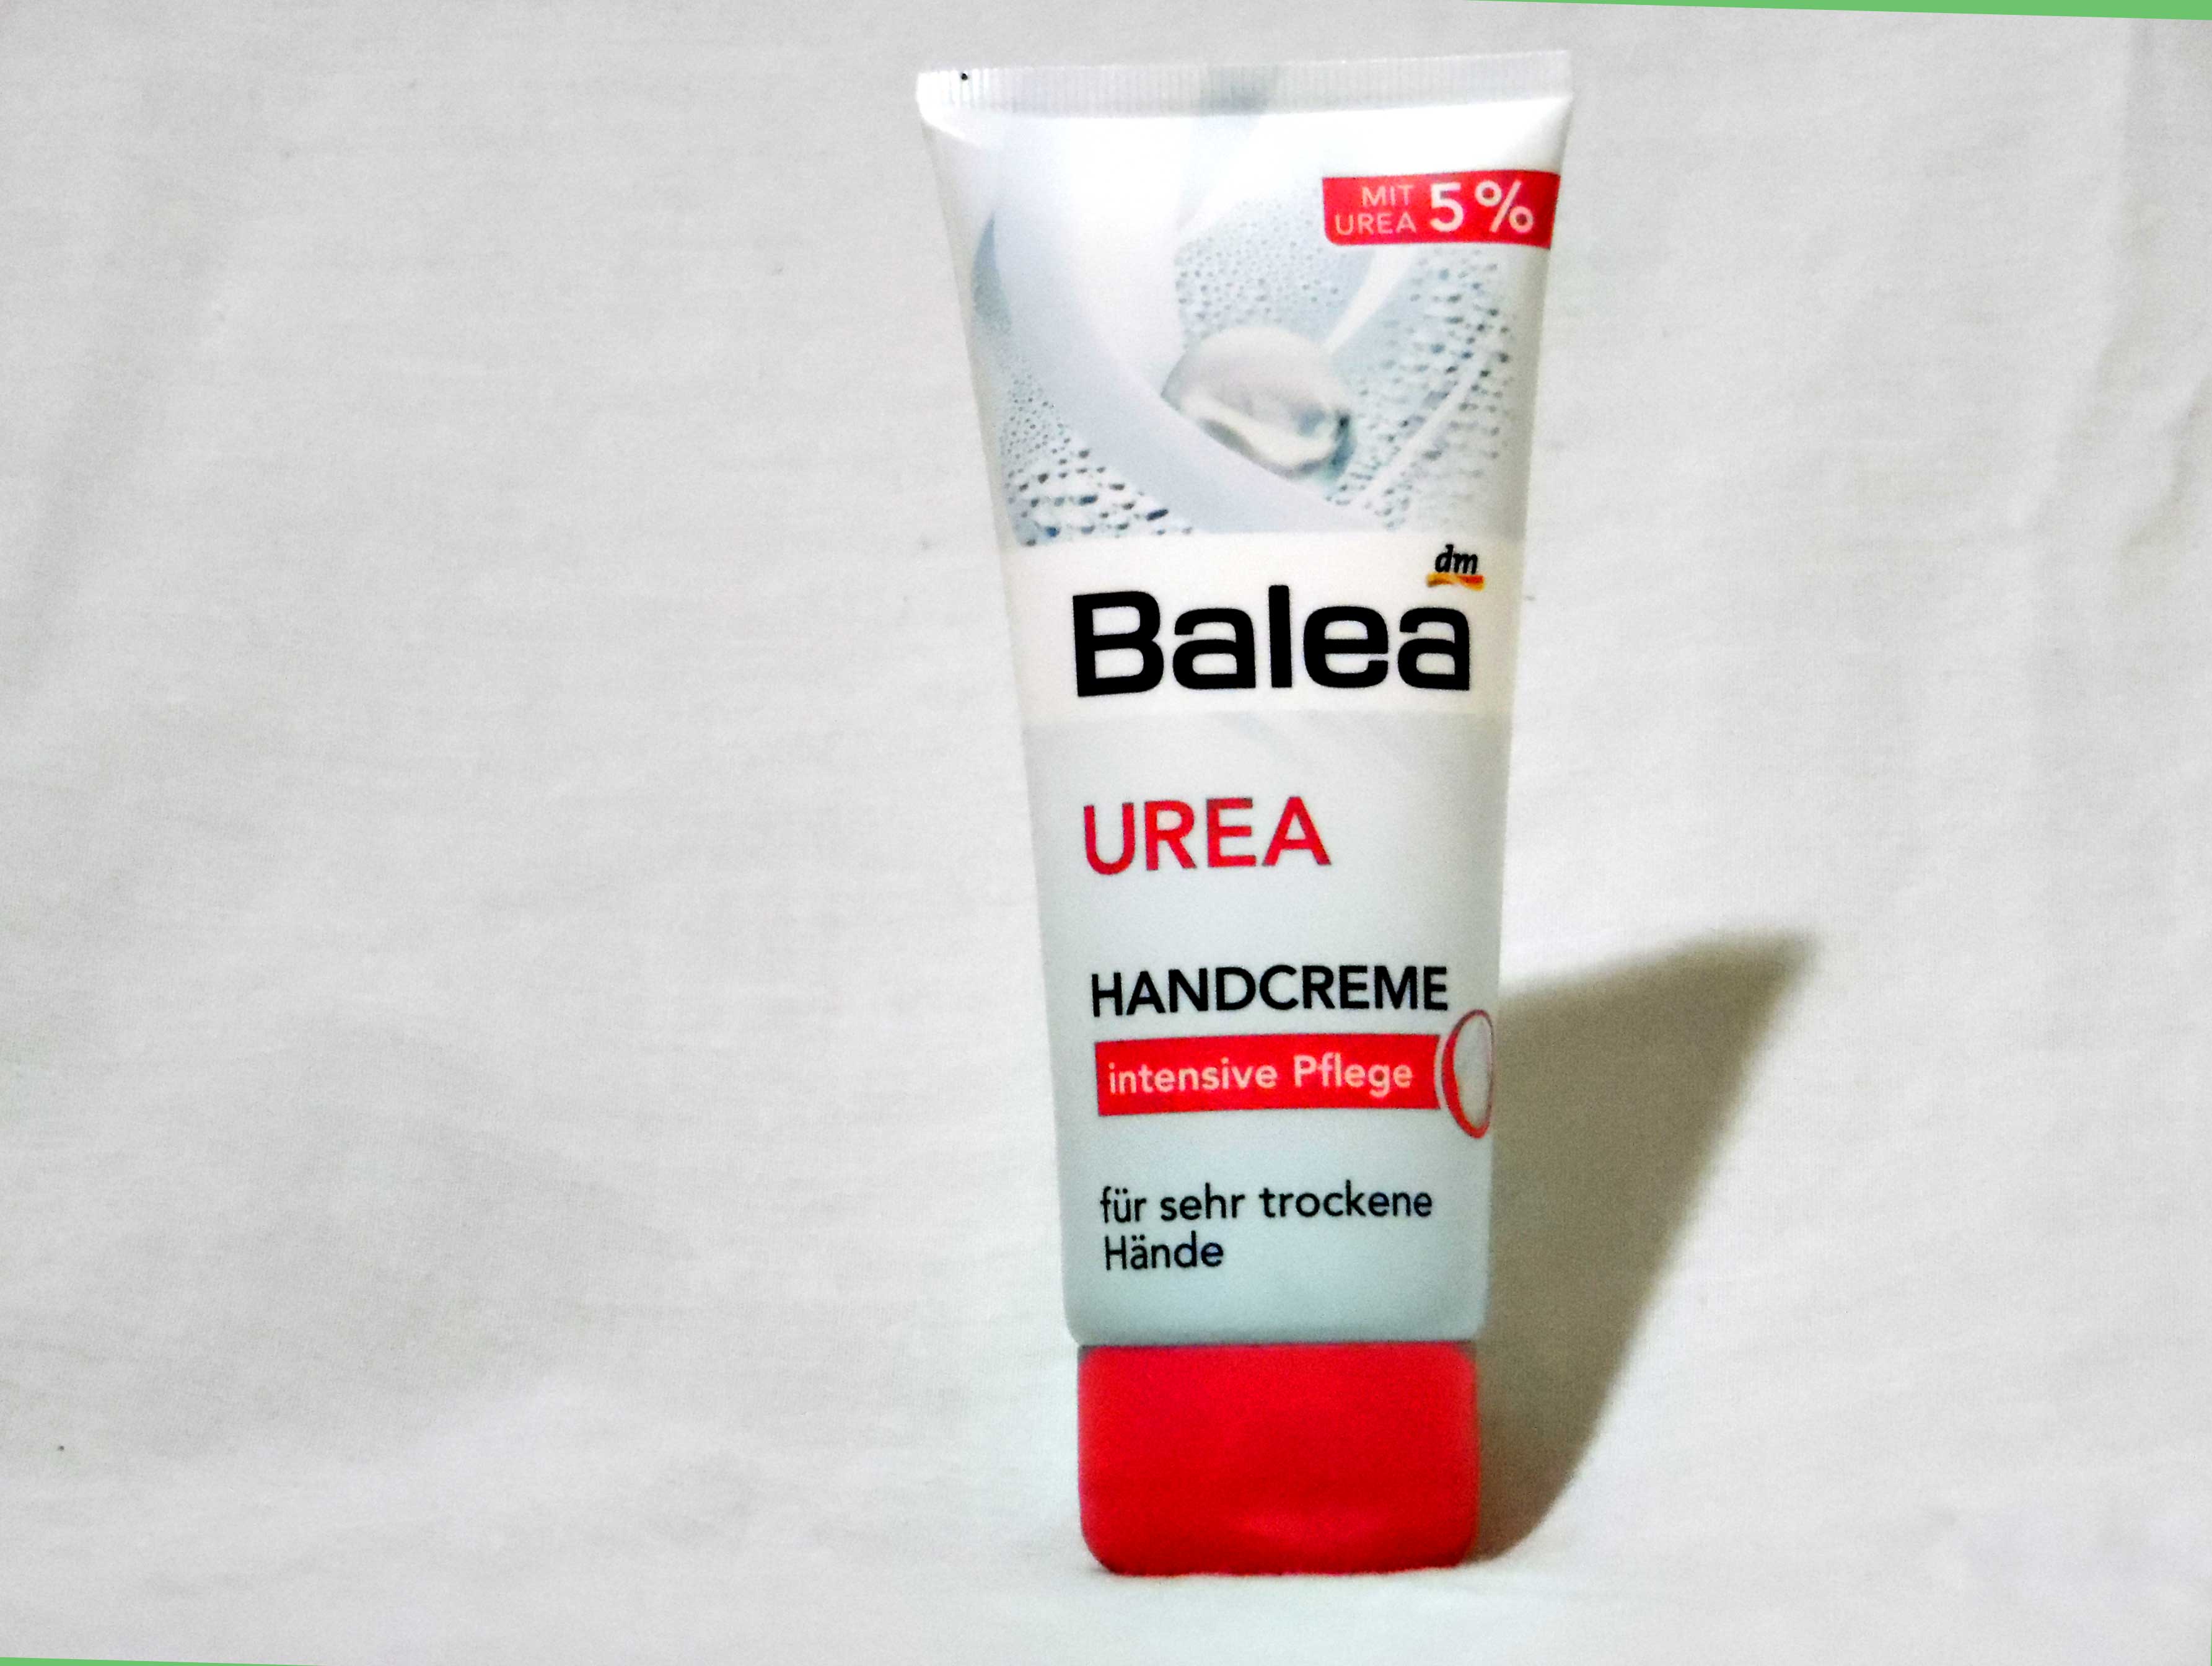 MIT
UREA 5%
dm
Balea
UREA
HANDCREME
intensive Pflege
für sehr trockene
Hände